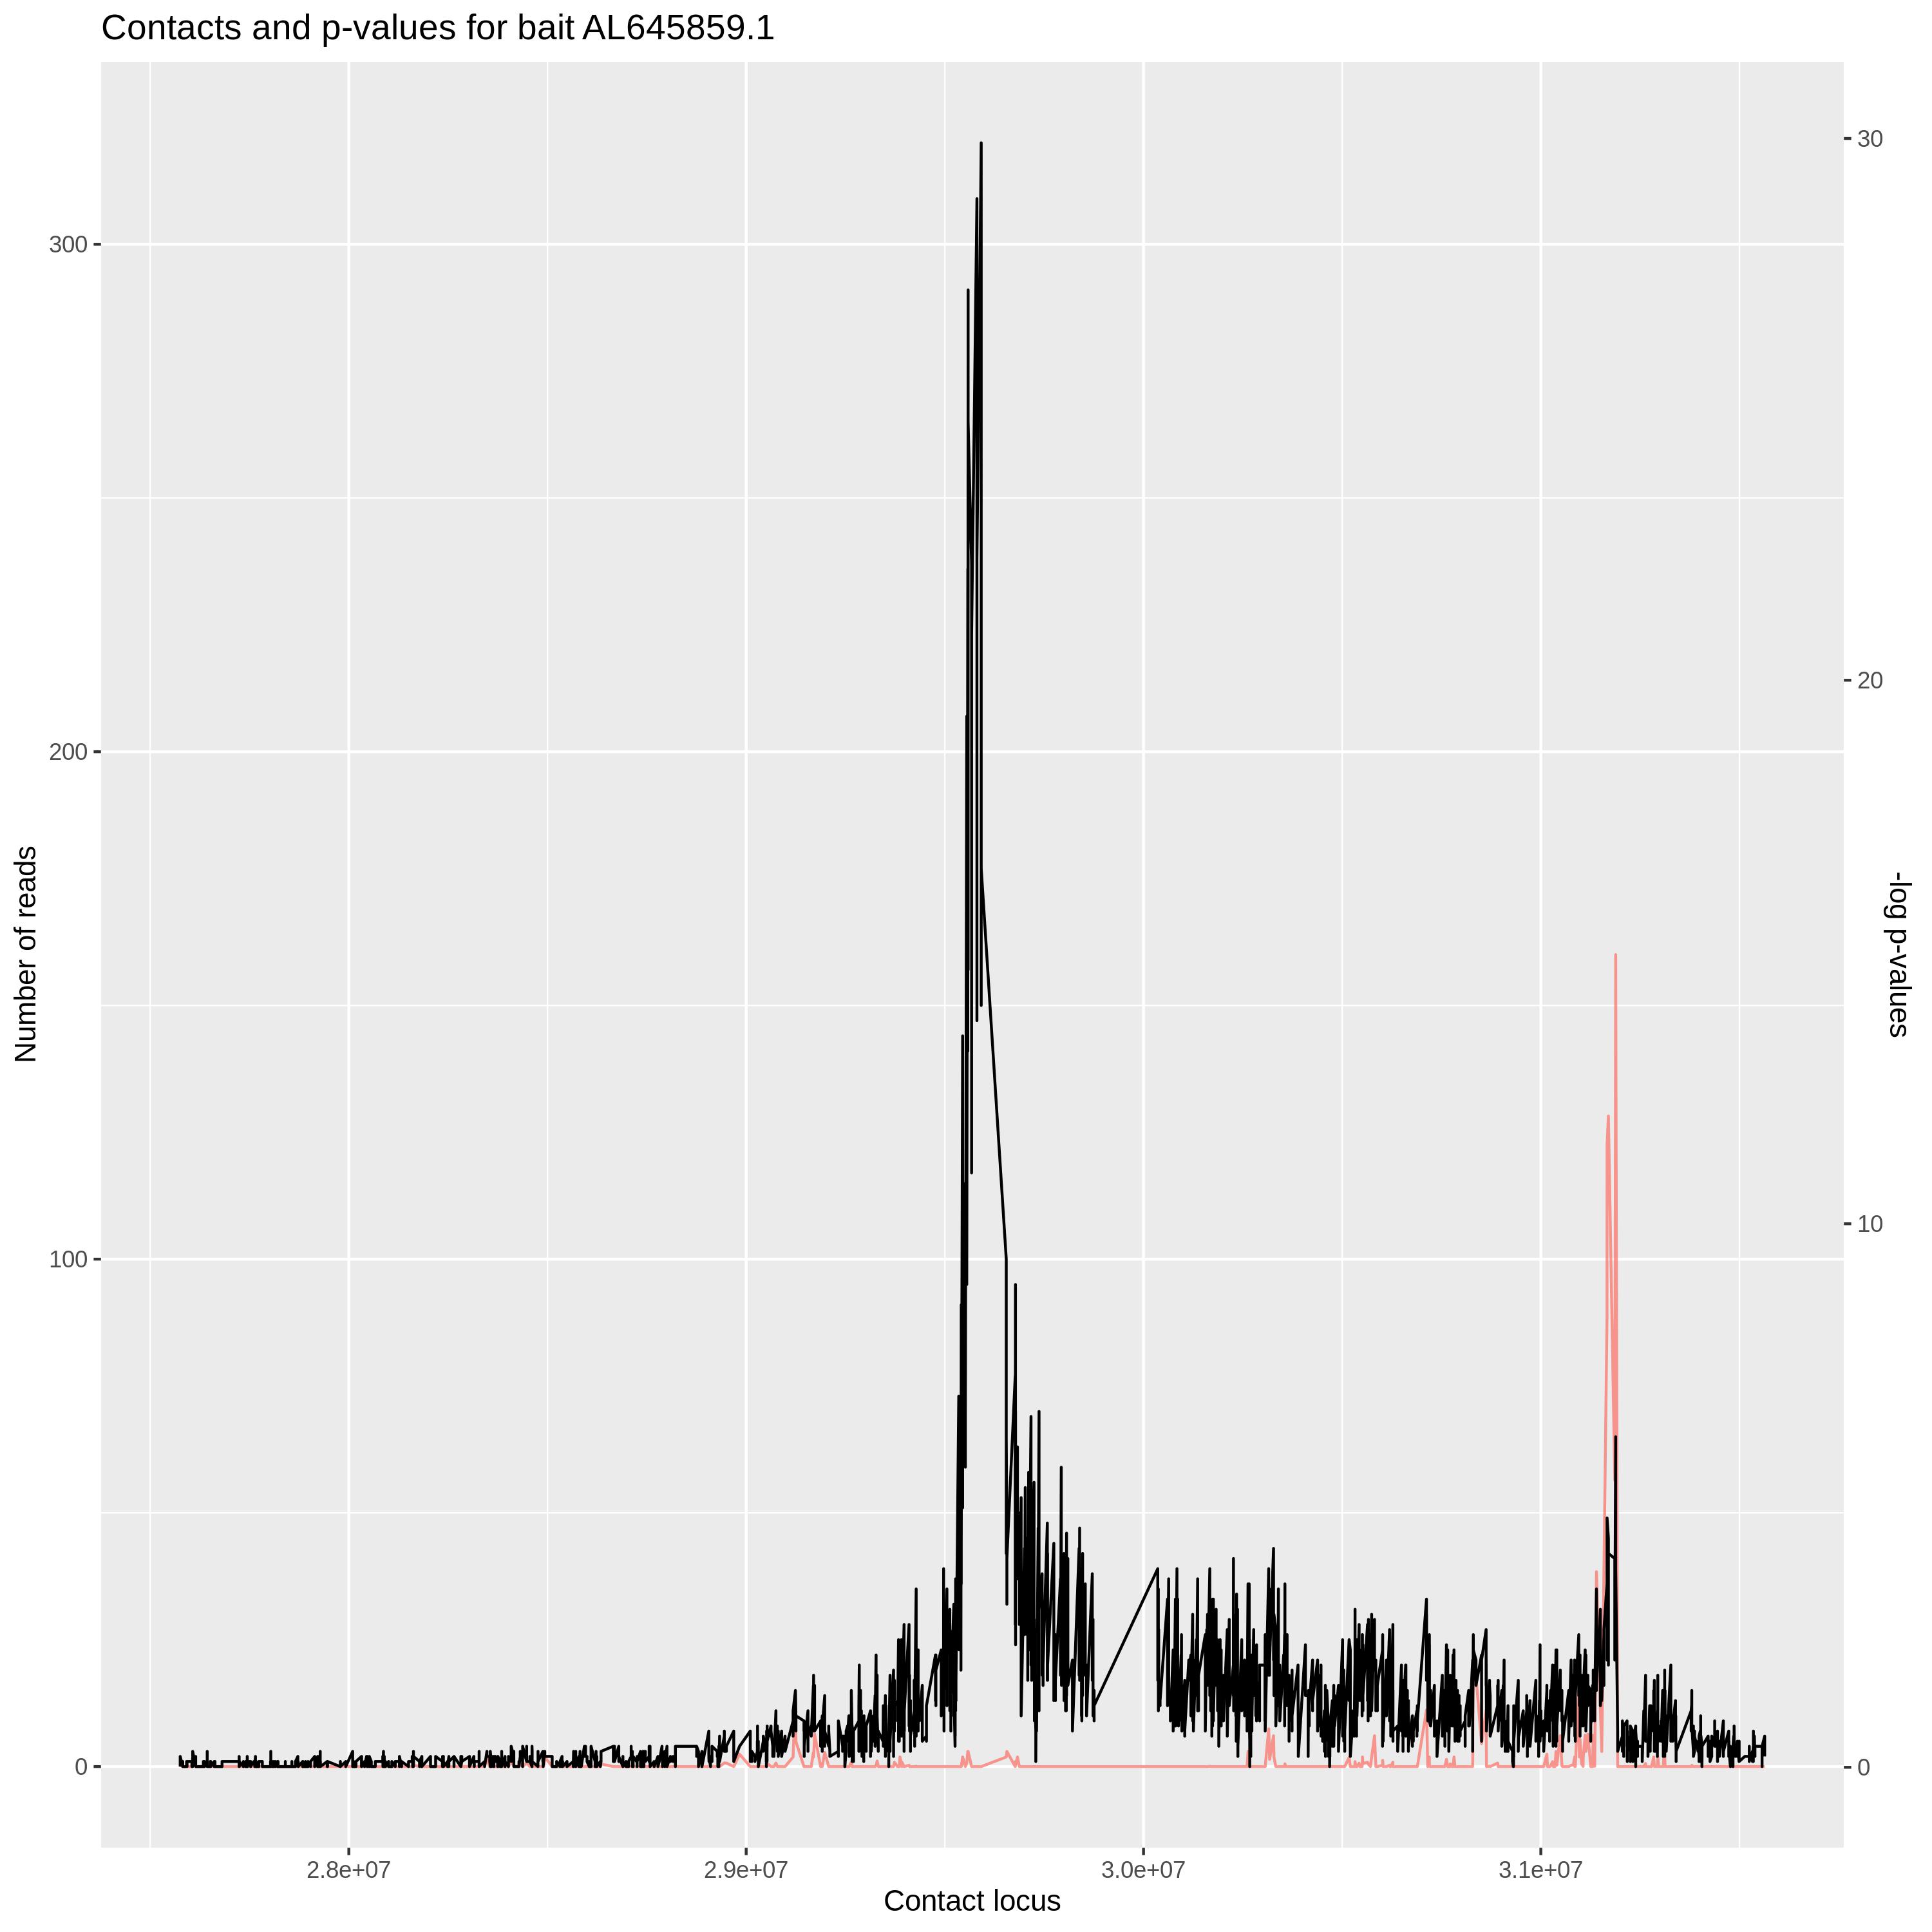 Contacts and p-values for bait AL645859.1
30
300
20
200
Number of reads
-log p-values
10
100
0
0
2.8e+07
2.9e+07
3.0e+07
3.1e+07
Contact locus